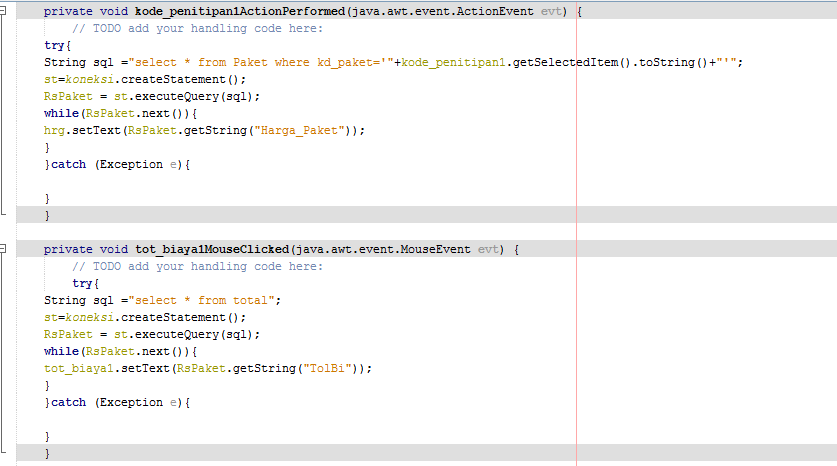 private void kode_penitipan1ActionPerformed(java.awt.event.ActionEvent evt) {
// TODO add your handling code here:
try{
String sql ="select * from Paket where kd_paket='"+kode_penitipan1.getSelectedItem().toString()+"'";
st=koneksi.createStatement();
RsPaket = st.executeQuery(sql);
while(RsPaket.next()){
hrg.setText(RsPaket.getString("Harga_Paket"));
}
}catch (Exception e){
}
}
private void tot_biaya1MouseClicked(java.awt.event.MouseEvent evt) {
// TODO add your handling code here:
try{
String sql ="select * from total";
st=koneksi.createStatement();
RsPaket = st.executeQuery(sql);
while(RsPaket.next()){
tot_biaya1.setText(RsPaket.getString("TolBi"));
}
}catch (Exception e){
}
}